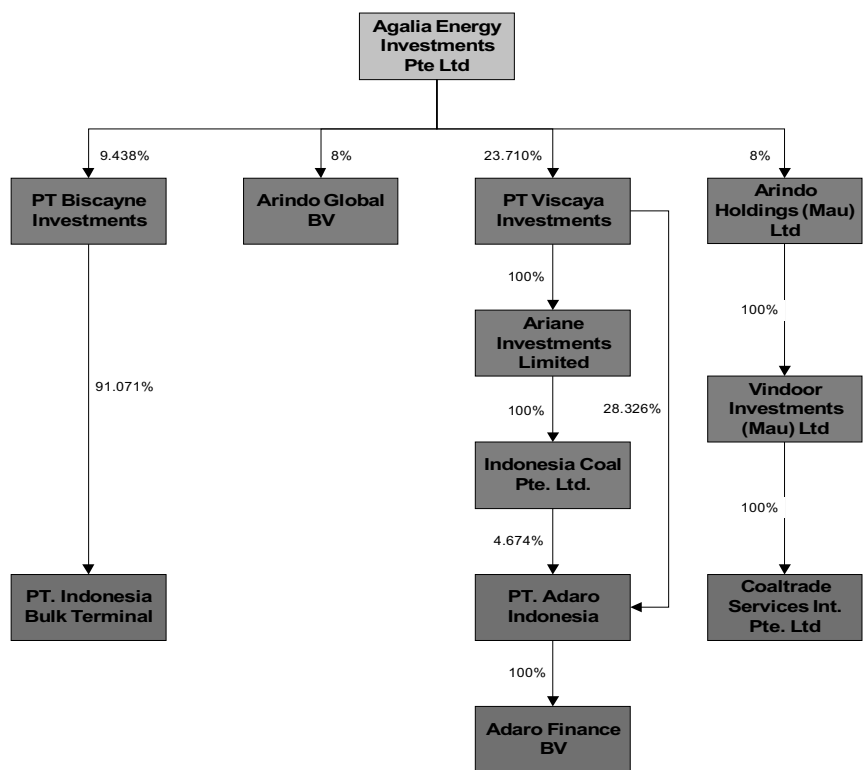 Agalia Energy
Investments
Pte Ltd
9.438%
8%
23.710%
8%
PT Biscayne
Investments
Arindo Global
BV
PT Viscaya
Investments
Arindo
Holdings (Mau)
Ltd
100%
100%
Ariane
Investments
Limited
91.071%
28.326%
Vindoor
Investments
(Mau) Ltd
100%
Indonesia Coal
Pte. Ltd.
100%
4.674%
PT. Indonesia
Bulk Terminal
PT. Adaro
Indonesia
Coaltrade
Services Int.
Pte. Ltd
100%
Adaro Finance
BV